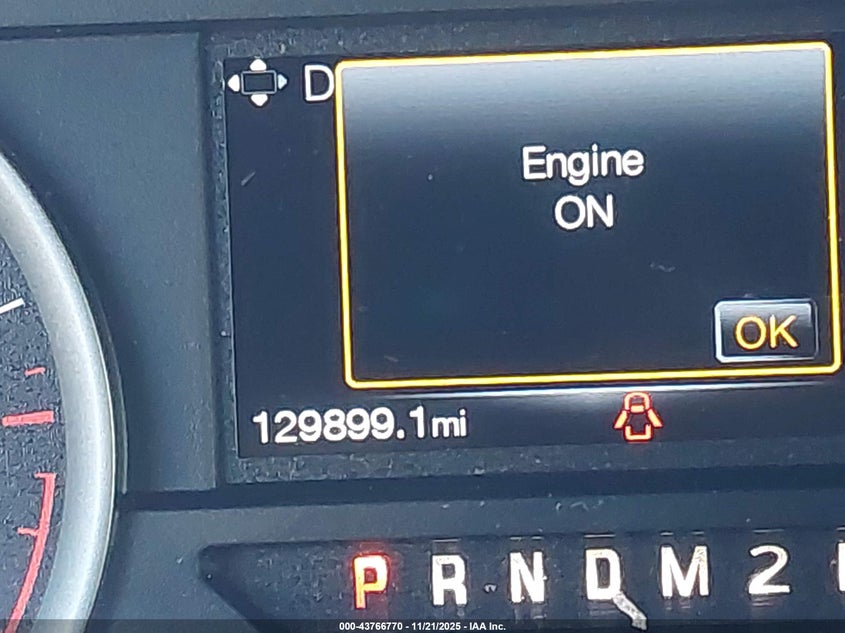 D
Engine
ON
OK
129899.1mi
P R N D M 2
000-43766770 - 11/21/2025 - IAA Inc.